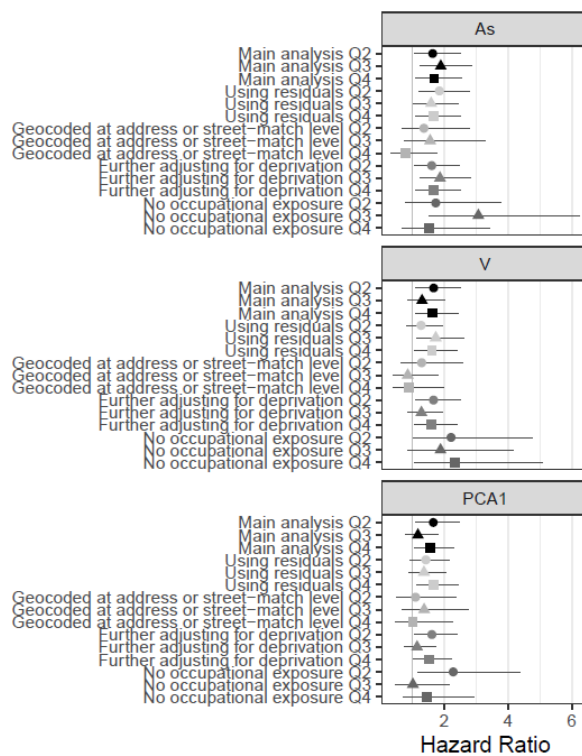 As
Main analysis Q2
Main analysis Q3
Main analysis Q4
Using residuals Q2
Using residuals Q3
Using residuals Q4
Geocoded at address or street−match level Q2
Geocoded at address or street−match level Q3
Geocoded at address or street−match level Q4
Further adjusting for deprivation Q2
Further adjusting for deprivation Q3
Further adjusting for deprivation Q4
No occupational exposure Q2
No occupational exposure Q3
No occupational exposure Q4
V
Main analysis Q2
Main analysis Q3
Main analysis Q4
Using residuals Q2
Using residuals Q3
Using residuals Q4
Geocoded at address or street−match level Q2
Geocoded at address or street−match level Q3
Geocoded at address or street−match level Q4
Further adjusting for deprivation Q2
Further adjusting for deprivation Q3
Further adjusting for deprivation Q4
No occupational exposure Q2
No occupational exposure Q3
No occupational exposure Q4
PCA1
Main analysis Q2
Main analysis Q3
Main analysis Q4
Using residuals Q2
Using residuals Q3
Using residuals Q4
Geocoded at address or street−match level Q2
Geocoded at address or street−match level Q3
Geocoded at address or street−match level Q4
Further adjusting for deprivation Q2
Further adjusting for deprivation Q3
Further adjusting for deprivation Q4
No occupational exposure Q2
No occupational exposure Q3
No occupational exposure Q4
2 4 6
Hazard Ratio